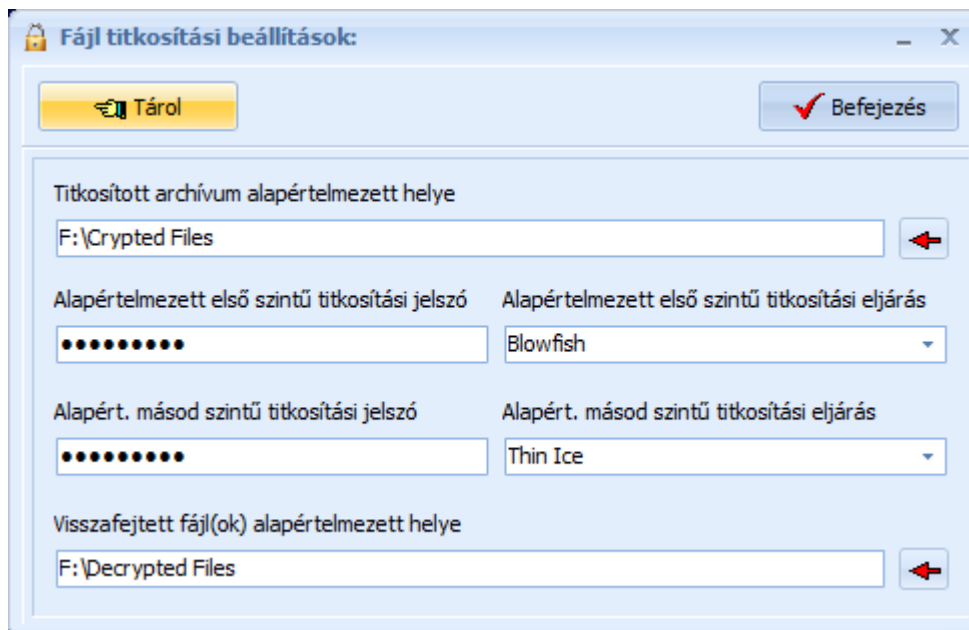 Fájl titkosítási beállítások:
Tárol
Befejezés
Titkosított archívum alapértelmezett helye
F:\Crypted Files
Alapértelmezett első szintű titkosítási jelszó
Alapértelmezett első szintű titkosítási eljárás
•••••••••
Blowfish
Alapért. másod szintű titkosítási jelszó
Alapért. másod szintű titkosítási eljárás
•••••••••
Thin Ice
Visszafejtett fájl(ok) alapértelmezett helye
F:\Decrypted Files